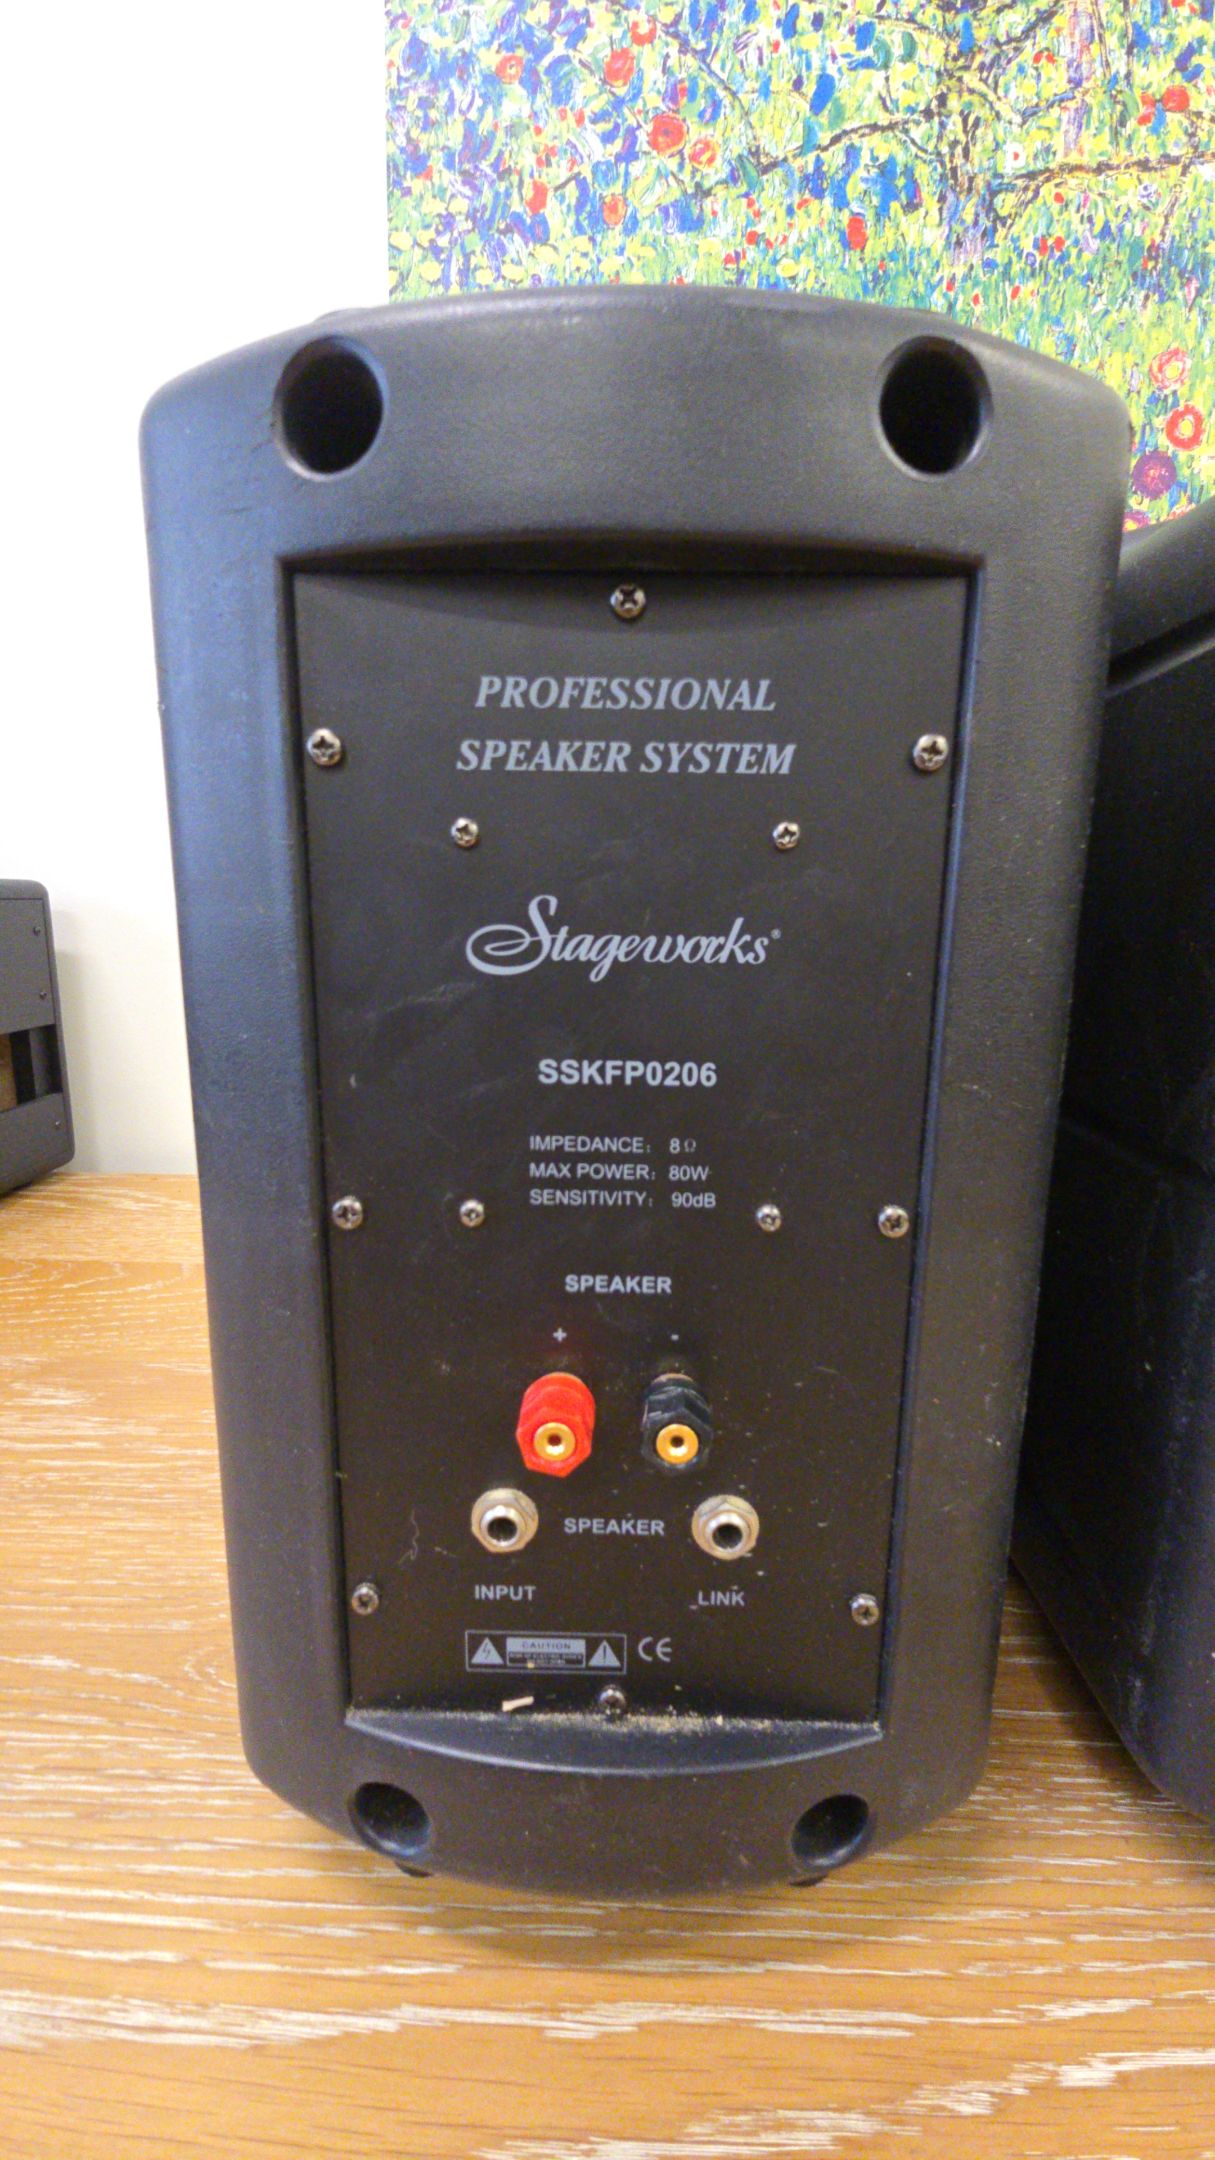 PROFESSIONAL
SPEAKER SYSTEM
Stageworks®
SSKFP0206
IMPEDANCE: 8Ω
MAX POWER: 80W
SENSITIVITY: 90dB
SPEAKER
+ -
SPEAKER
INPUT LINK
CAUTION
CE